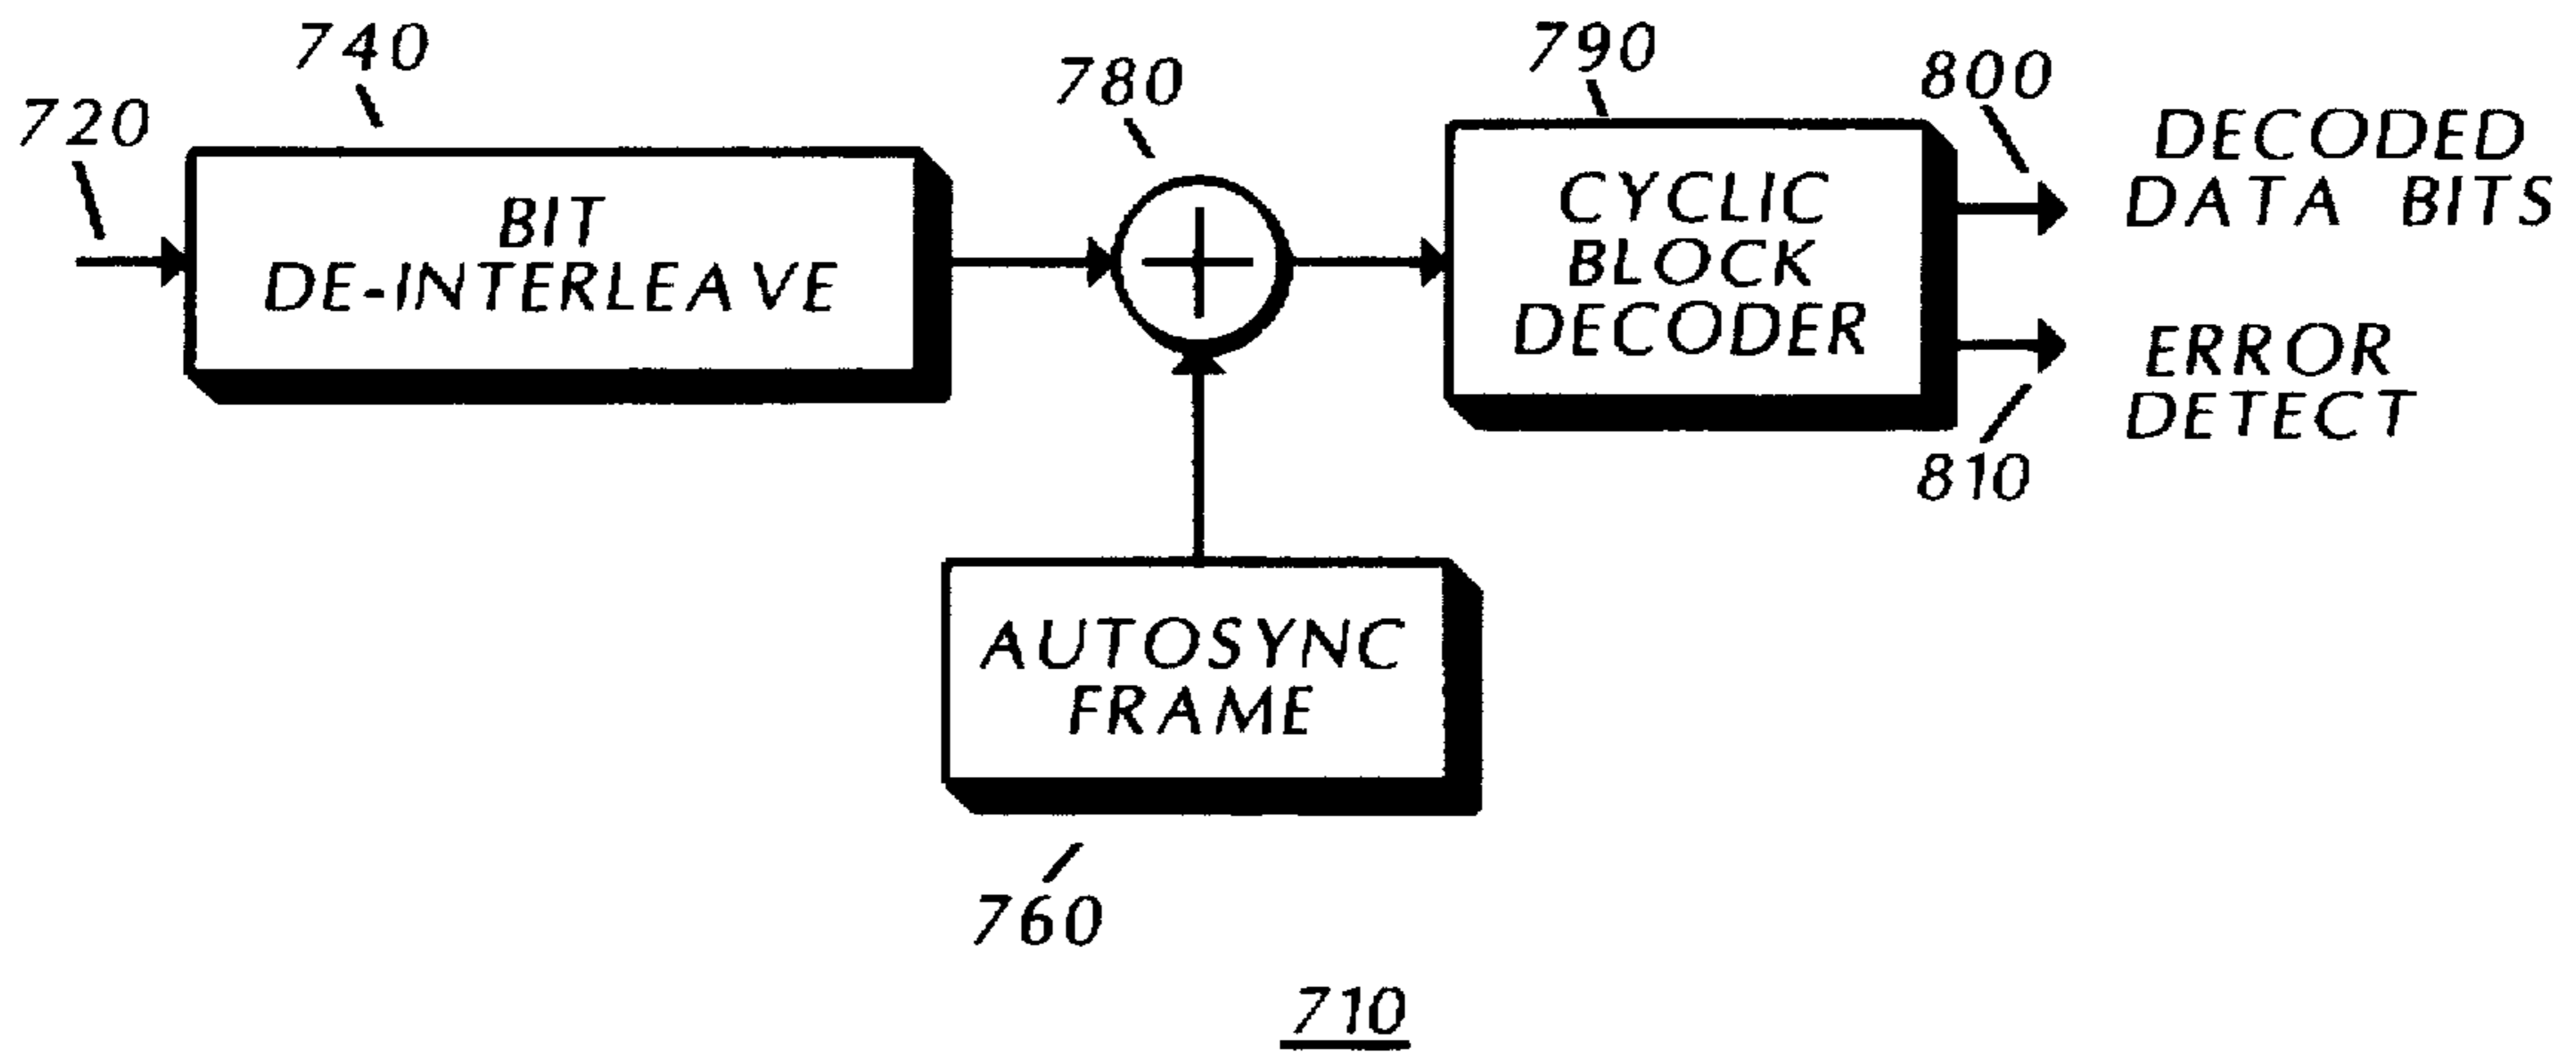 740
720
780
790
800
BIT
DE-INTERLEAVE
CYCLIC
BLOCK
DECODER
DECODED
DATA BITS
ERROR
DETECT
810
AUTOSYNC
FRAME
760
710